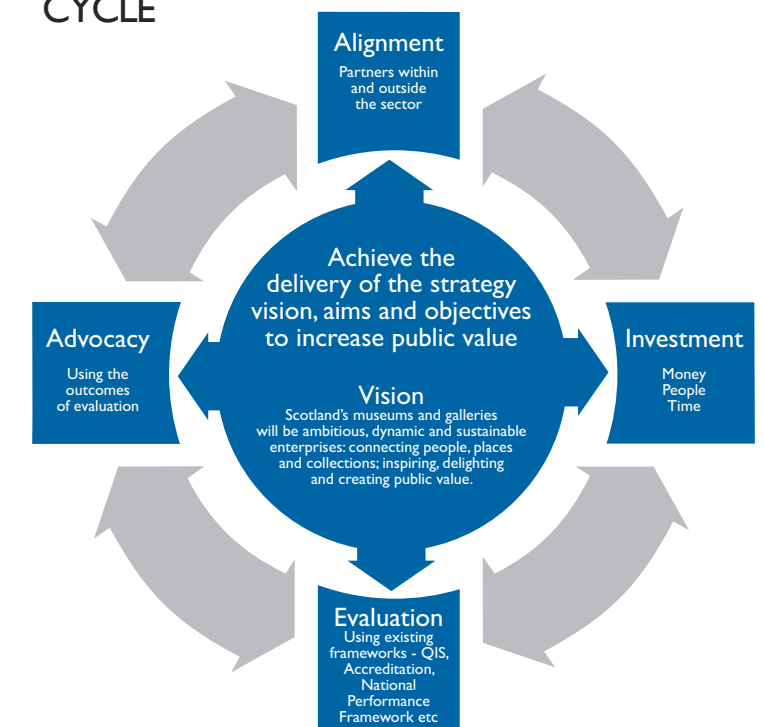 CYCLE
Alignment
Partners within
and outside
the sector
Achieve the
delivery of the strategy
vision, aims and objectives
to increase public value
Vision
Scotland's museums and galleries
will be ambitious, dynamic and sustainable
enterprises: connecting people, places
and collections; inspiring, delighting
and creating public value.
Advocacy
Using the
outcomes
of evaluation
Investment
Money
People
Time
Evaluation
Using existing
frameworks - QIS,
Accreditation,
National
Performance
Framework etc